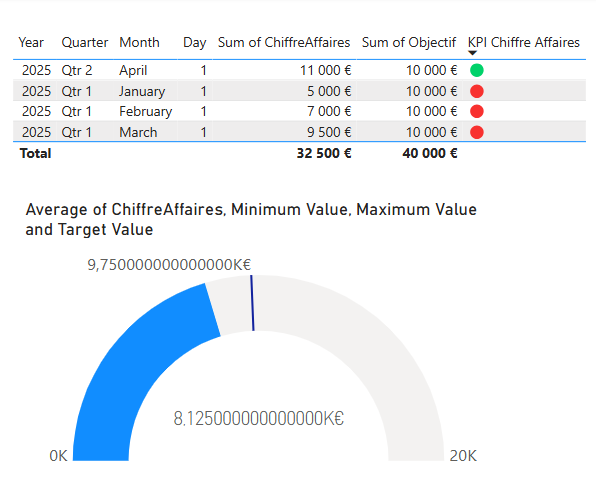 Year Quarter Month Day Sum of ChiffreAffaires Sum of Objectif KPI Chiffre Affaires
2025 Qtr 2 April 1 11 000 € 10 000 €
2025 Qtr 1 January 1 5 000 € 10 000 €
2025 Qtr 1 February 1 7 000 € 10 000 €
2025 Qtr 1 March 1 9 500 € 10 000 €
Total 32 500 € 40 000 €
Average of ChiffreAffaires, Minimum Value, Maximum Value
and Target Value
9,750000000000000K€
8,125000000000000K€
0K 20K